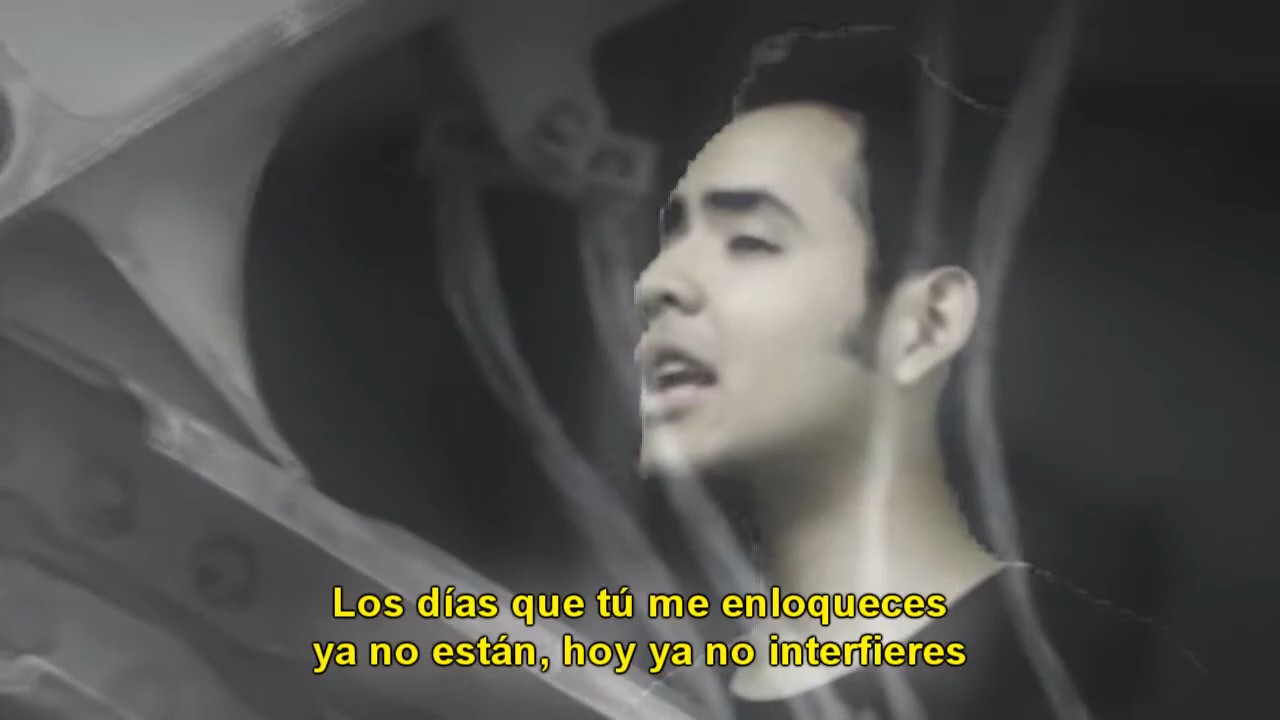 Los días que tú me enloqueces
ya no están, hoy ya no interfieres